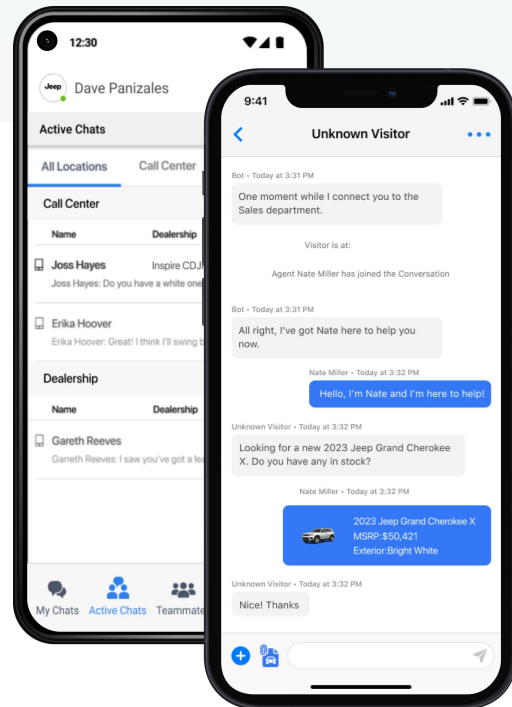 12:30
Jeep
Dave Panizales
Active Chats
All Locations
Call Center
Call Center
Name
Dealership
Joss Hayes
Inspire CDJ
Joss Hayes: Do you have a white one
Erika Hoover
Erika Hoover: Great! I think I'll swing b
Dealership
Name
Dealership
Gareth Reeves
Garreth Reeves: I saw you've got a lea
My Chats
Active Chats
Teammate
9:41
Unknown Visitor
Bot • Today at 3:31 PM
One moment while I connect you to the
Sales department.
Visitor is at:
Agent Nate Miller has joined the Conversation
Bot • Today at 3:31 PM
All right, I've got Nate here to help you
now.
Nate Miller • Today at 3:32 PM
Hello, I'm Nate and I'm here to help!
Unknown Visitor • Today at 3:32 PM
Looking for a new 2023 Jeep Grand Cherokee
X. Do you have any in stock?
Nate Miller • Today at 3:32 PM
2023 Jeep Grand Cherokee X
MSRP:$50,421
Exterior:Bright White
Unknown Visitor • Today at 3:32 PM
Nice! Thanks